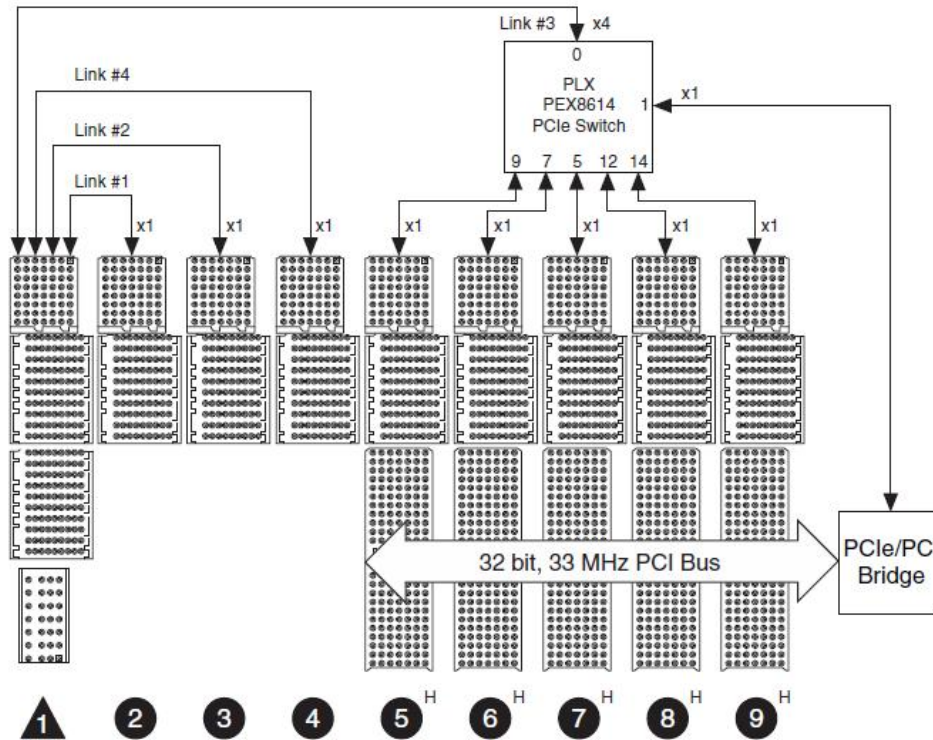 Link #3
x4
0
PLX
PEX8614
PCIe Switch
1
x1
9 7 5 12 14
Link #4
Link #2
Link #1
x1
x1
x1
x1
x1
x1
x1
x1
32 bit, 33 MHz PCI Bus
PCIe/PC
Bridge
1
2
3
4
5 H
6 H
7 H
8 H
9 H